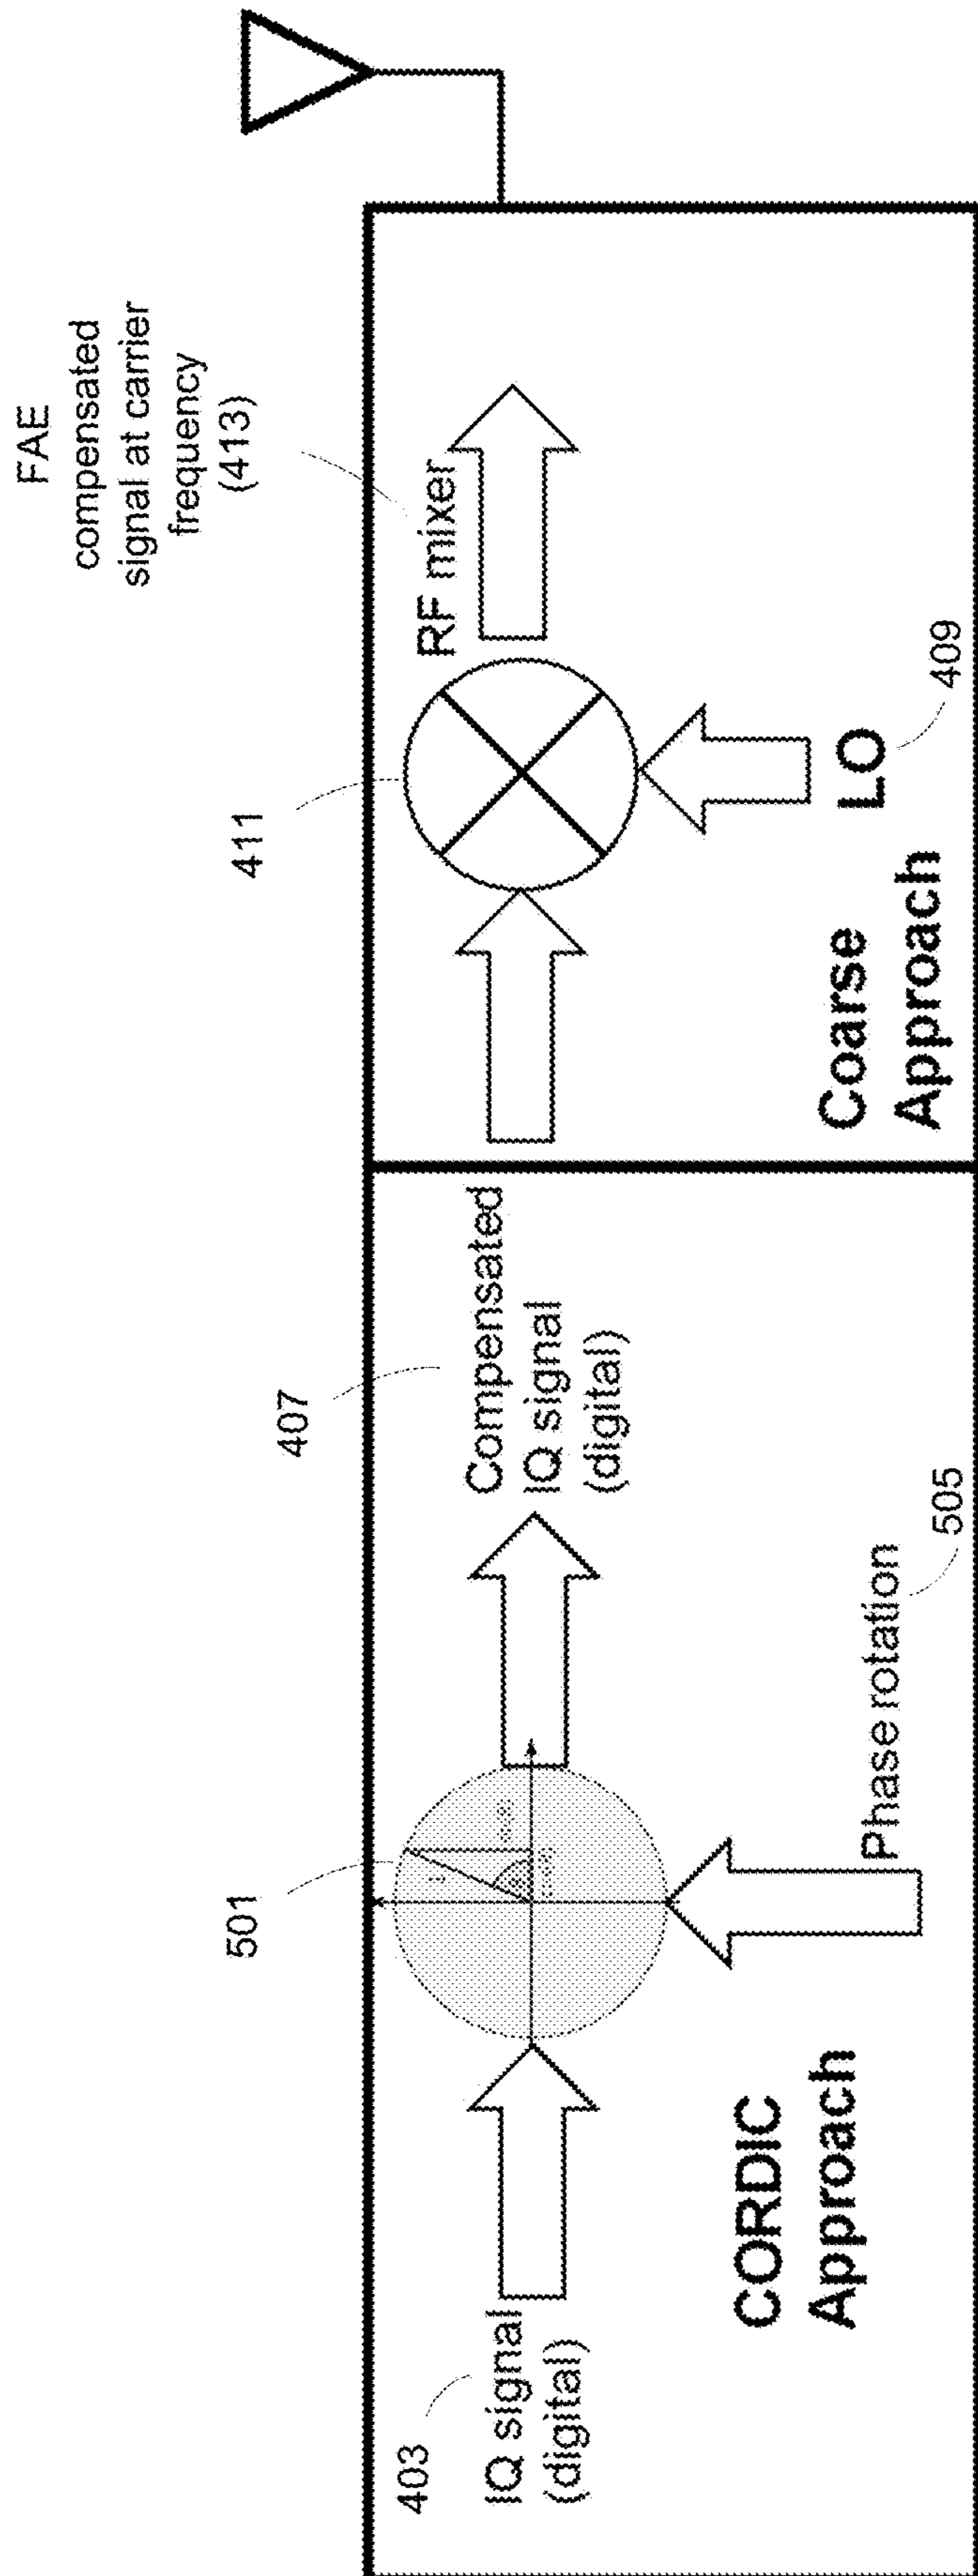 FAE
compensated
signal at carrier
frequency
(413)
403
IQ signal
(digital)
501
CORDIC
Approach
Phase rotation
505
407
Compensated
IQ signal
(digital)
411
RF mixer
Coarse
Approach
LO
409